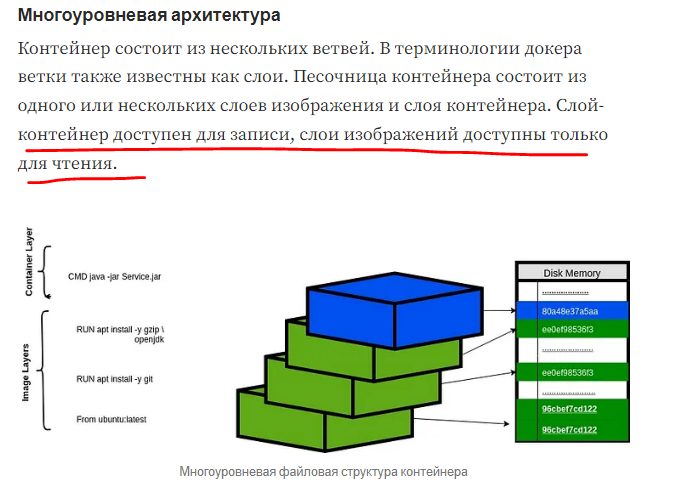 Многоуровневая архитектура
Контейнер состоит из нескольких ветвей. В терминологии докера
ветки также известны как слои. Песочница контейнера состоит из
одного или нескольких слоев изображения и слоя контейнера. Слой-
контейнер доступен для записи, слои изображений доступны только
для чтения.
Container Layer
CMD java -jar Service.jar
Image Layers
RUN apt install -y gzip \
openjdk
RUN apt install -y git
From ubuntu:latest
Disk Memory
80a48e37a5aa
ee0ef98536f3
ee0ef98536f3
96cbef7cd122
96cbef7cd122
Многоуровневая файловая структура контейнера